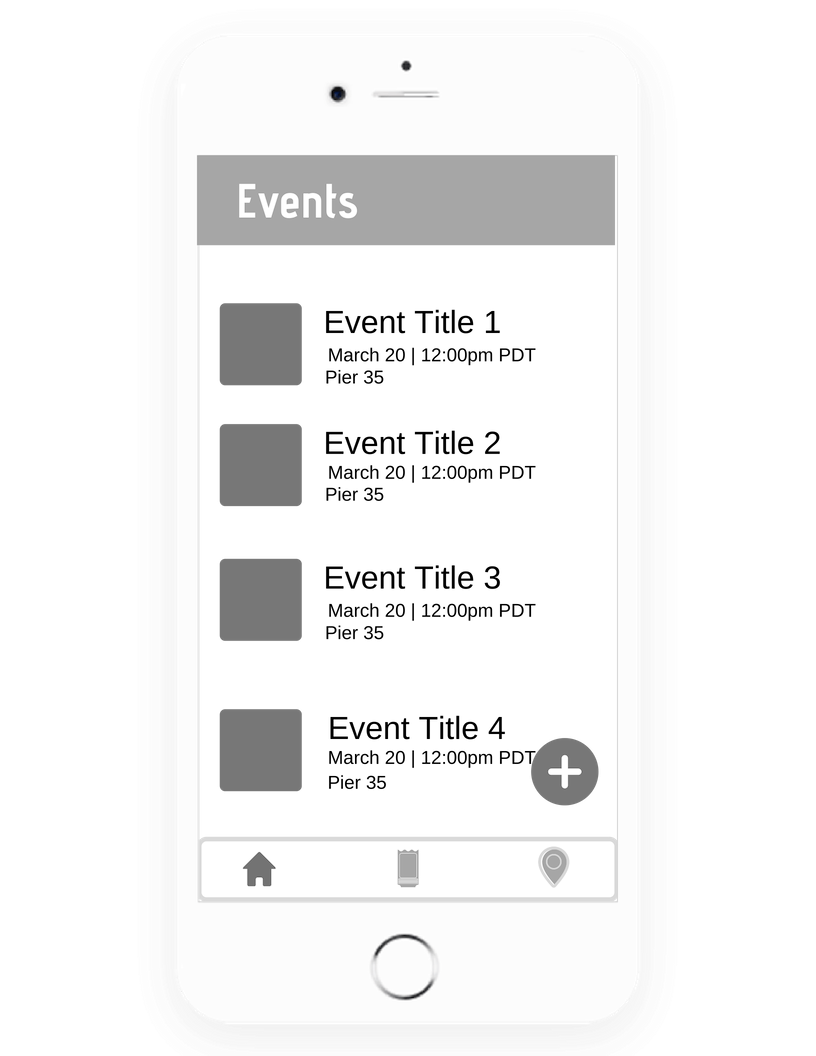 Events
Event Title 1
March 20 | 12:00pm PDT
Pier 35
Event Title 2
March 20 | 12:00pm PDT
Pier 35
Event Title 3
March 20 | 12:00pm PDT
Pier 35
Event Title 4
March 20 | 12:00pm PDT
Pier 35